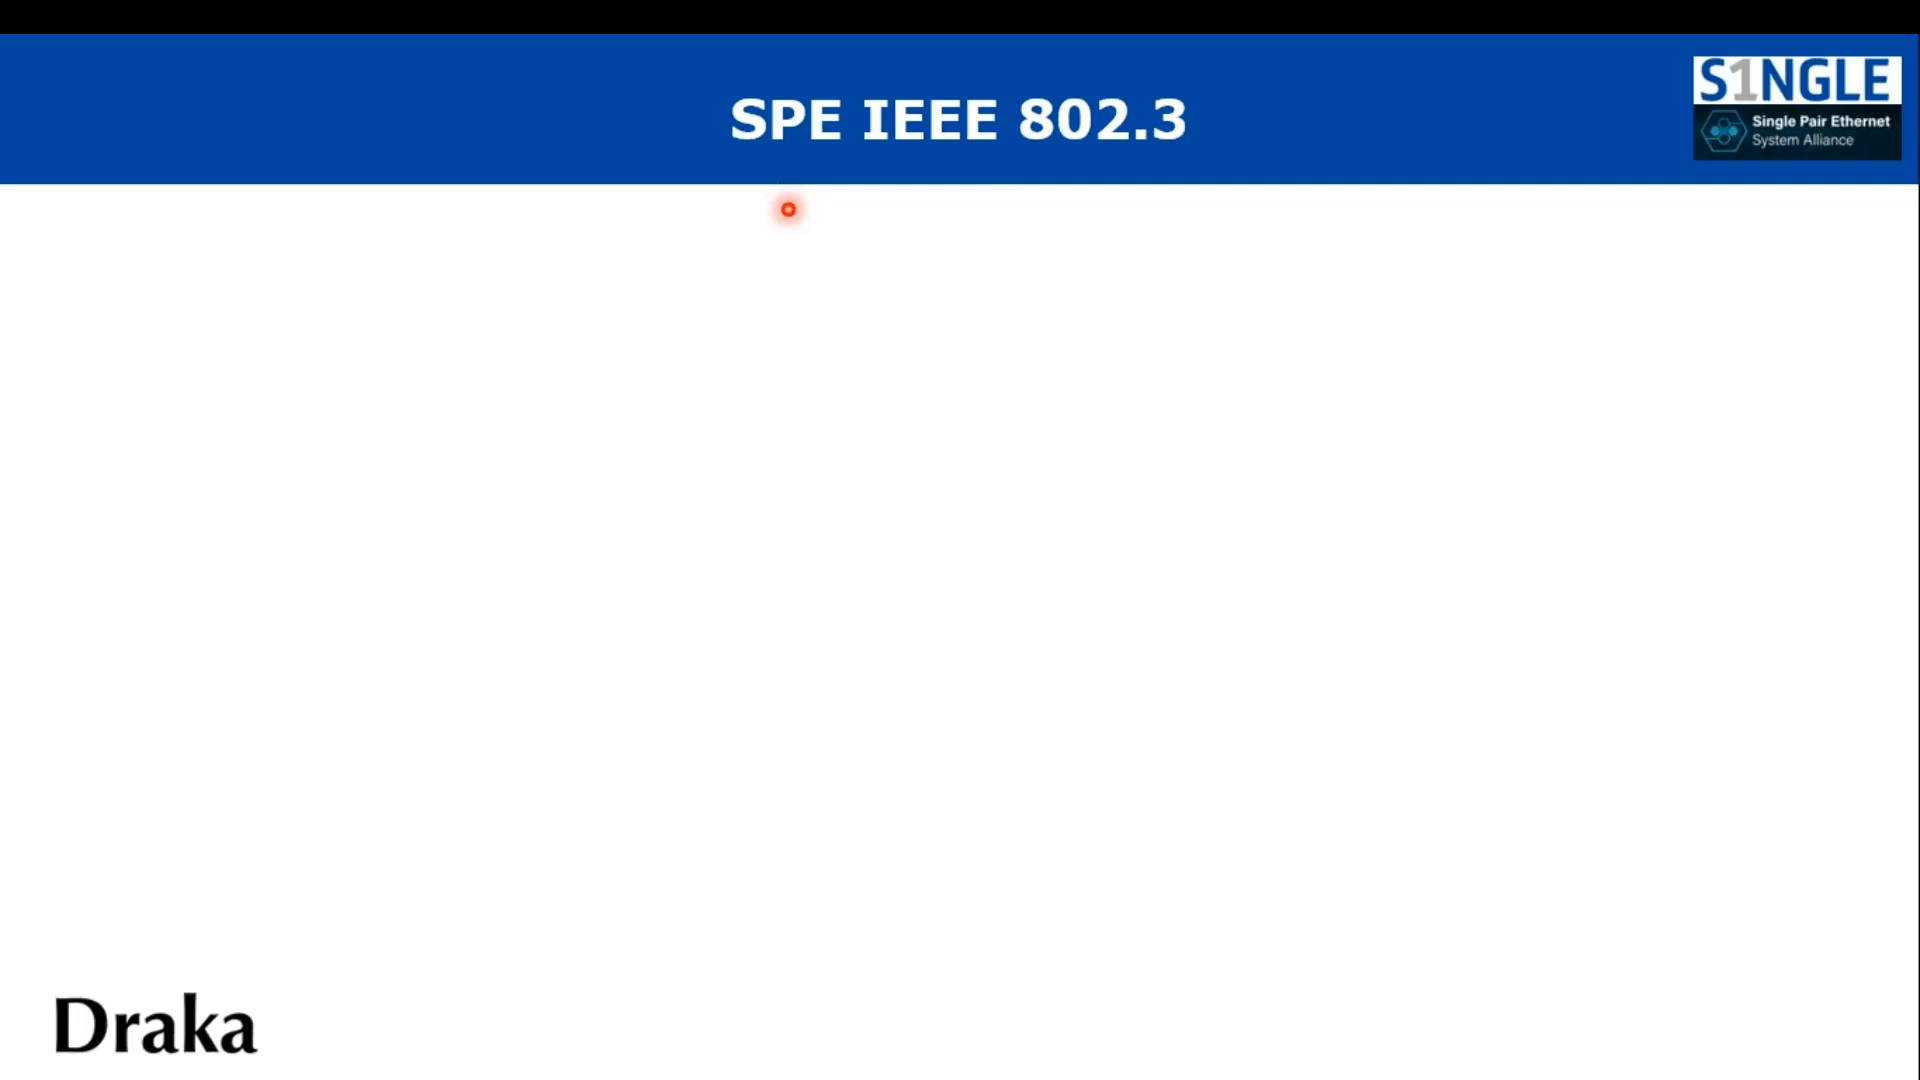 SPE IEEE 802.3
S1NGLE
Single Pair Ethernet
System Alliance
Draka